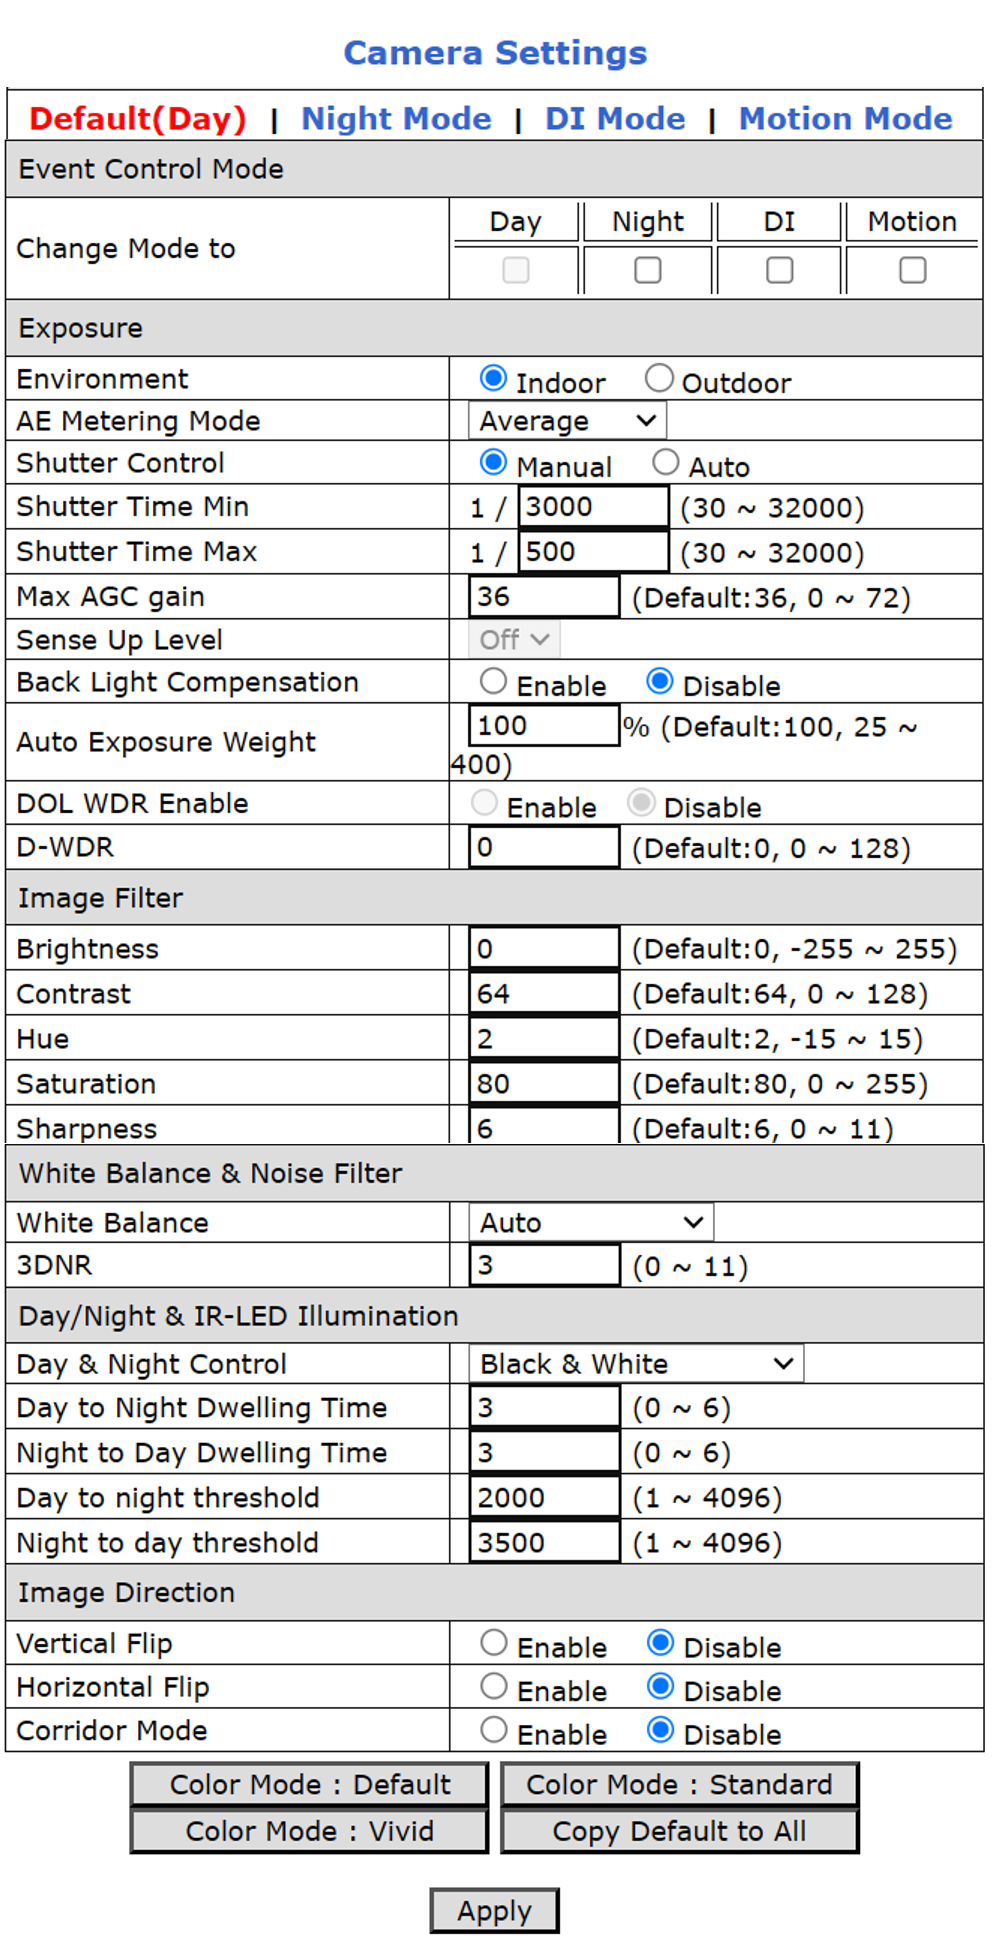 Camera Settings
Default(Day) | Night Mode | DI Mode | Motion Mode
Event Control Mode
Change Mode to
Day Night DI Motion
Exposure
Environment Indoor Outdoor
AE Metering Mode Average
Shutter Control Manual Auto
Shutter Time Min 1 / 3000 (30 ~ 32000)
Shutter Time Max 1 / 500 (30 ~ 32000)
Max AGC gain 36 (Default:36, 0 ~ 72)
Sense Up Level Off
Back Light Compensation Enable Disable
Auto Exposure Weight 100 % (Default:100, 25 ~
400)
DOL WDR Enable Enable Disable
D-WDR 0 (Default:0, 0 ~ 128)
Image Filter
Brightness 0 (Default:0, -255 ~ 255)
Contrast 64 (Default:64, 0 ~ 128)
Hue 2 (Default:2, -15 ~ 15)
Saturation 80 (Default:80, 0 ~ 255)
Sharpness 6 (Default:6, 0 ~ 11)
White Balance & Noise Filter
White Balance Auto
3DNR 3 (0 ~ 11)
Day/Night & IR-LED Illumination
Day & Night Control Black & White
Day to Night Dwelling Time 3 (0 ~ 6)
Night to Day Dwelling Time 3 (0 ~ 6)
Day to night threshold 2000 (1 ~ 4096)
Night to day threshold 3500 (1 ~ 4096)
Image Direction
Vertical Flip Enable Disable
Horizontal Flip Enable Disable
Corridor Mode Enable Disable
Color Mode : Default Color Mode : Standard
Color Mode : Vivid Copy Default to All
Apply